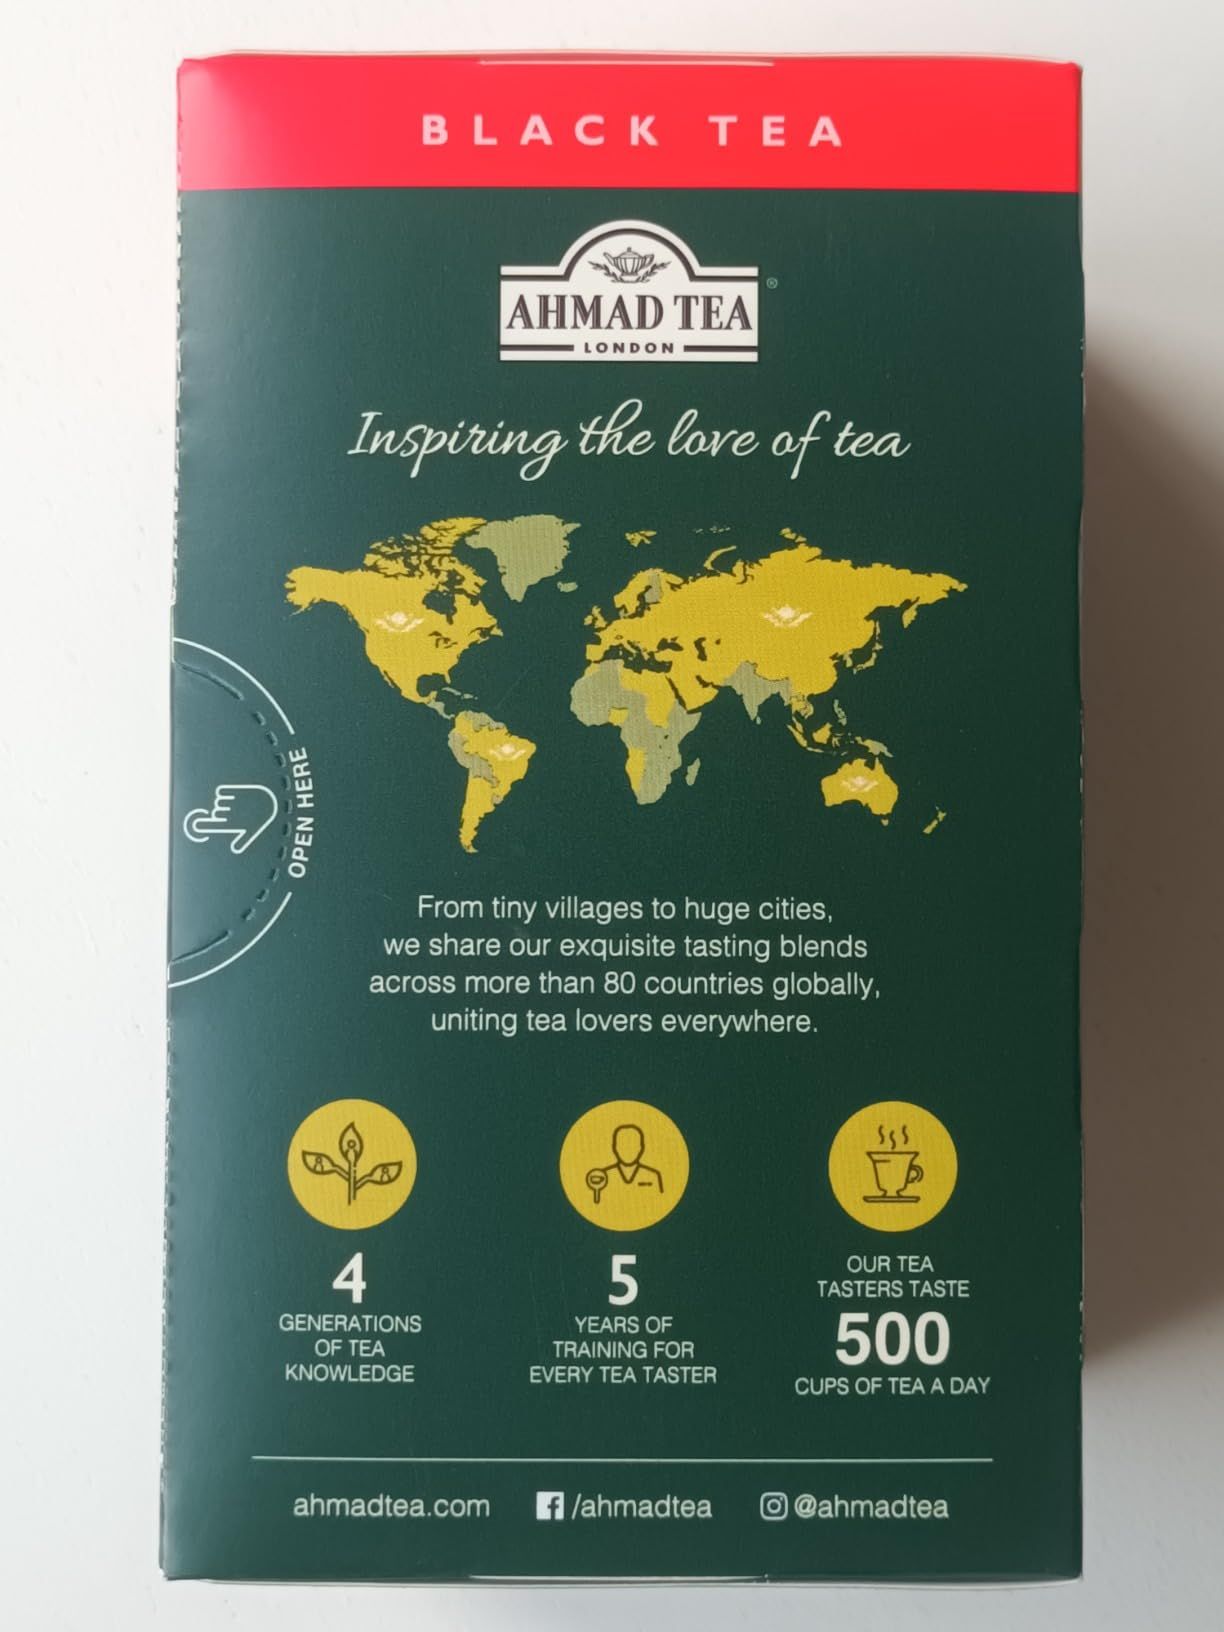 BLACK TEA
AHMAD TEA®
LONDON
Inspiring the love of tea
OPEN HERE
From tiny villages to huge cities,
we share our exquisite tasting blends
across more than 80 countries globally,
uniting tea lovers everywhere.
4
GENERATIONS
OF TEA
KNOWLEDGE
5
YEARS OF
TRAINING FOR
EVERY TEA TASTER
OUR TEA
TASTERS TASTE
500
CUPS OF TEA A DAY
ahmadtea.com
/ahmadtea
@ahmadtea